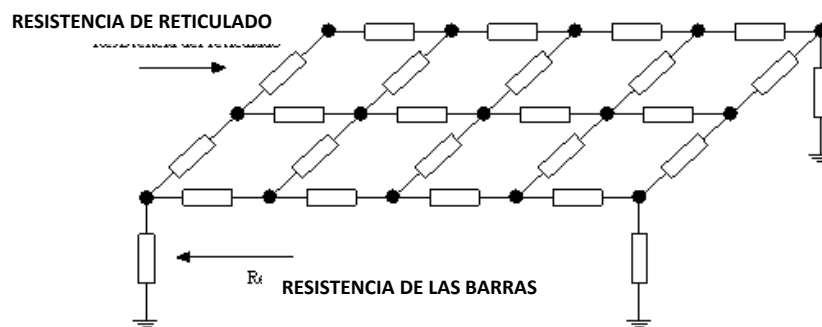 RESISTENCIA DE RETICULADO
RESISTENCIA DE LAS BARRAS